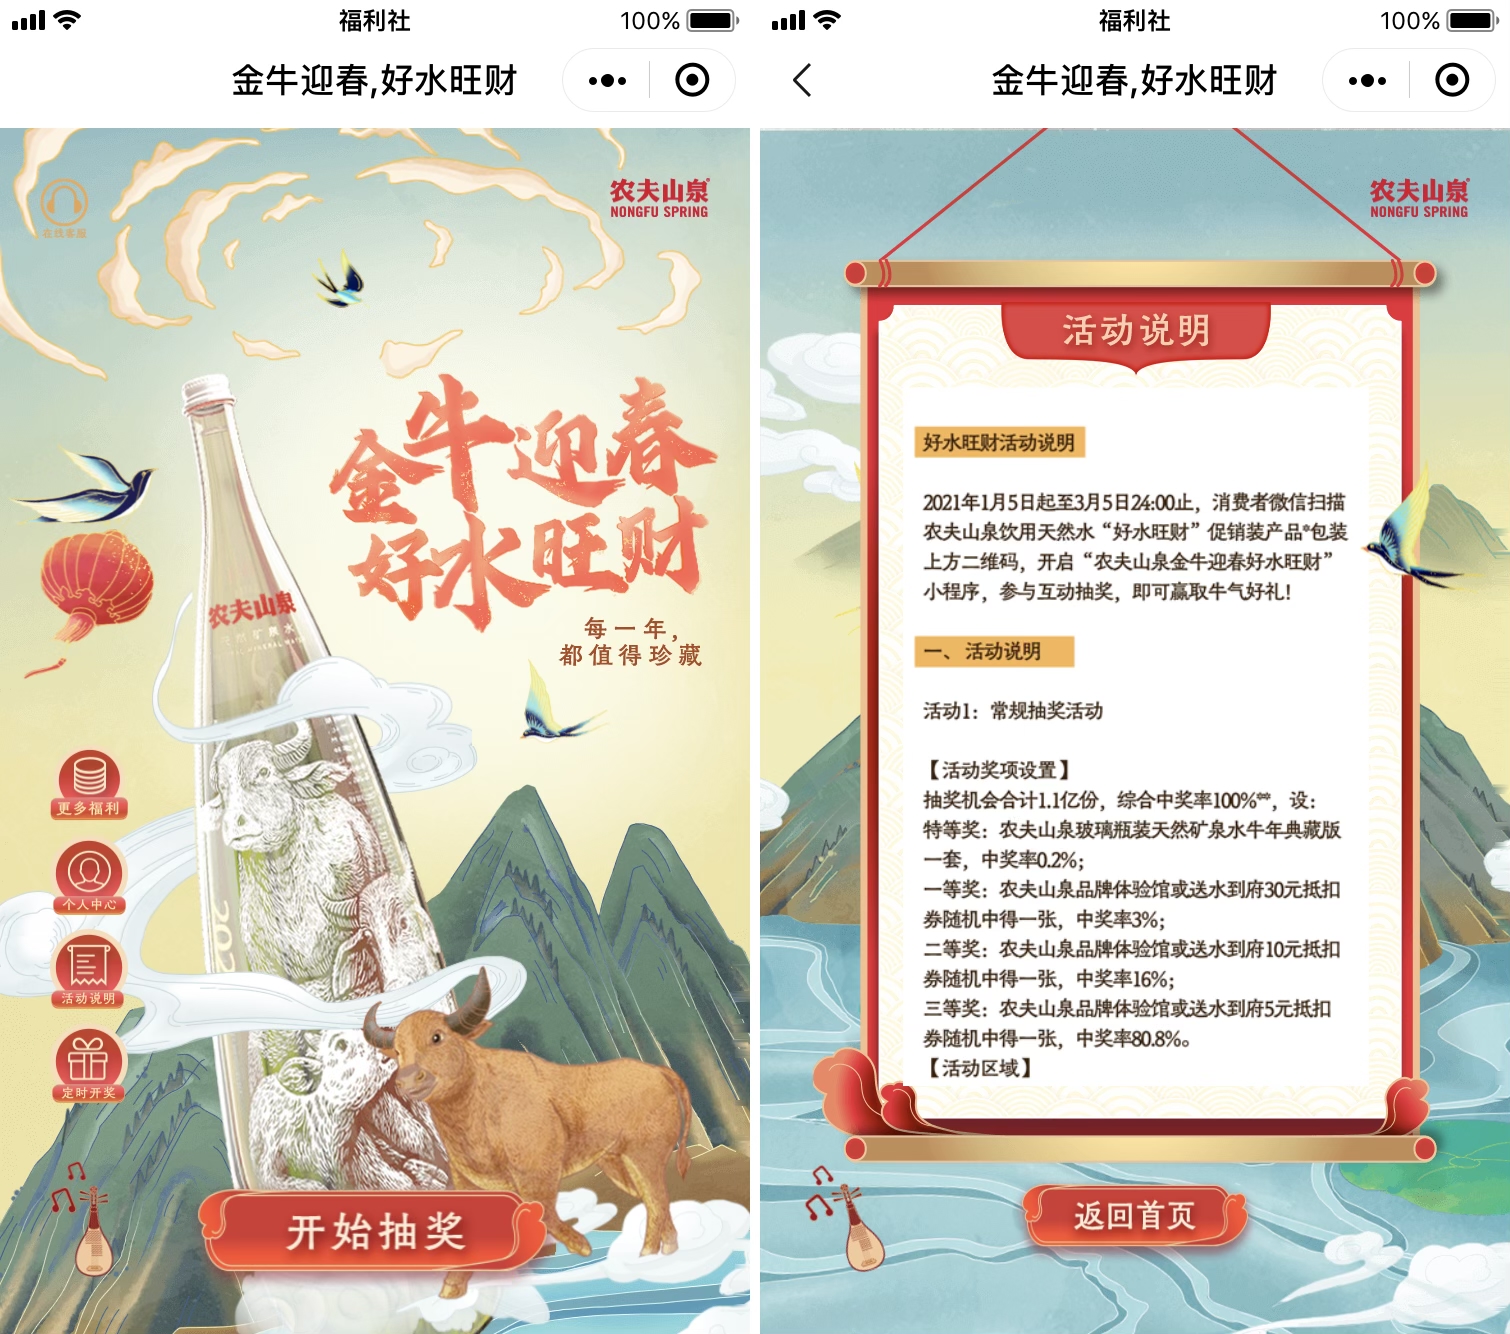 福利社
100%
金牛迎春,好水旺财
在线客服
农夫山泉
NONGFU SPRING
金牛迎春
好水旺财
每一年，
都值得珍藏
农夫山泉
更多福利
个人中心
活动说明
定时开奖
开始抽奖
福利社
100%
金牛迎春,好水旺财
农夫山泉
NONGFU SPRING
活动说明
好水旺财活动说明
2021年1月5日起至3月5日24:00止，消费者微信扫描
农夫山泉饮用天然水“好水旺财”促销装产品*包装
上方二维码，开启“农夫山泉金牛迎春好水旺财”
小程序，参与互动抽奖，即可赢取牛气好礼！
一、活动说明
活动1：常规抽奖活动
【活动奖项设置】
抽奖机会合计1.1亿份，综合中奖率100%**，设：
特等奖：农夫山泉玻璃瓶装天然矿泉水牛年典藏版
一套，中奖率0.2%；
一等奖：农夫山泉品牌体验馆或送水到府30元抵扣
券随机中得一张，中奖率3%；
二等奖：农夫山泉品牌体验馆或送水到府10元抵扣
券随机中得一张，中奖率16%；
三等奖：农夫山泉品牌体验馆或送水到府5元抵扣
券随机中得一张，中奖率80.8%。
【活动区域】
返回首页